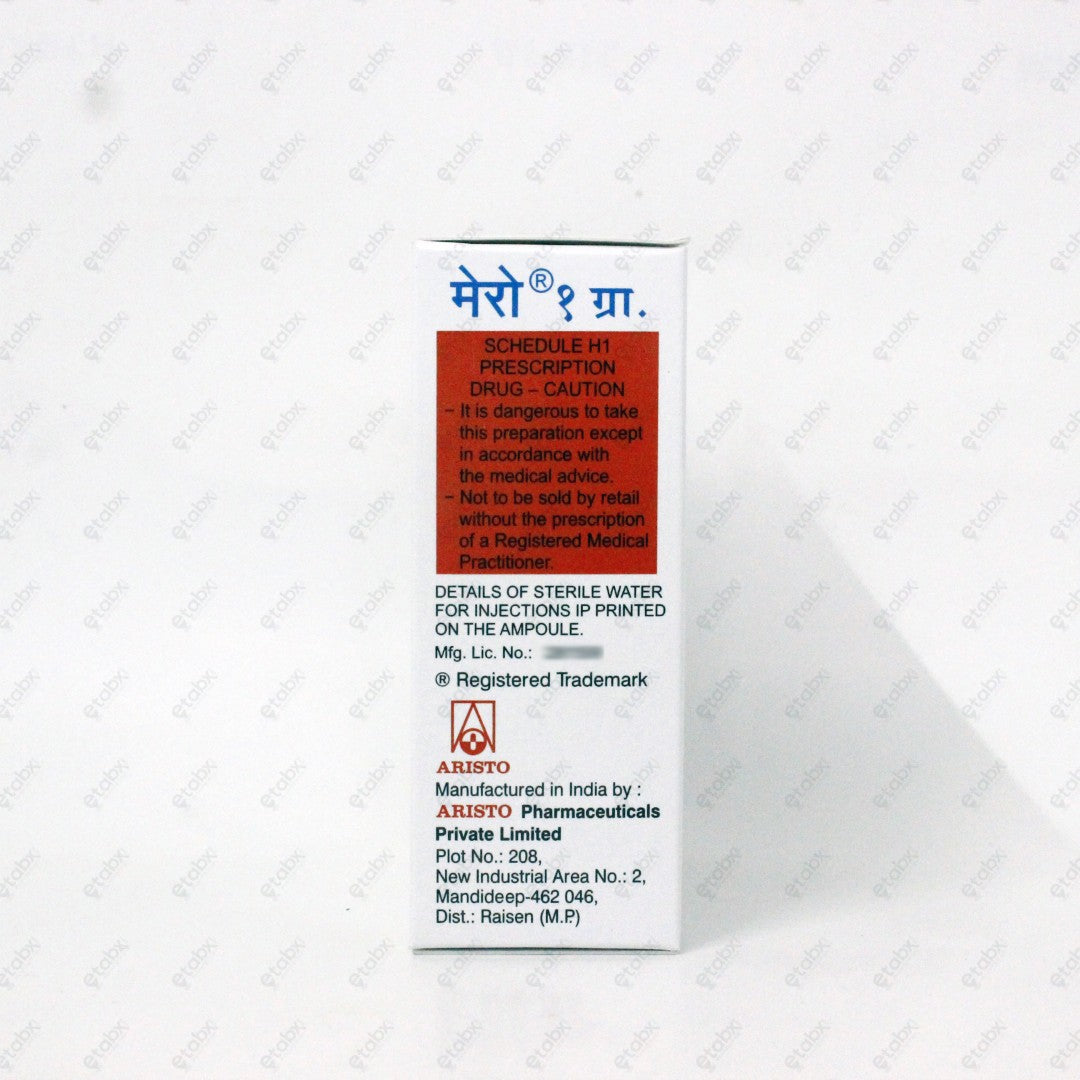 मेरो® १ ग्रा.
SCHEDULE H1
PRESCRIPTION
DRUG – CAUTION
– It is dangerous to take
this preparation except
in accordance with
the medical advice.
– Not to be sold by retail
without the prescription
of a Registered Medical
Practitioner.
DETAILS OF STERILE WATER
FOR INJECTIONS IP PRINTED
ON THE AMPOULE.
Mfg. Lic. No.:
® Registered Trademark
ARISTO
Manufactured in India by :
ARISTO Pharmaceuticals
Private Limited
Plot No.: 208,
New Industrial Area No.: 2,
Mandideep-462 046,
Dist.: Raisen (M.P.)
etabx